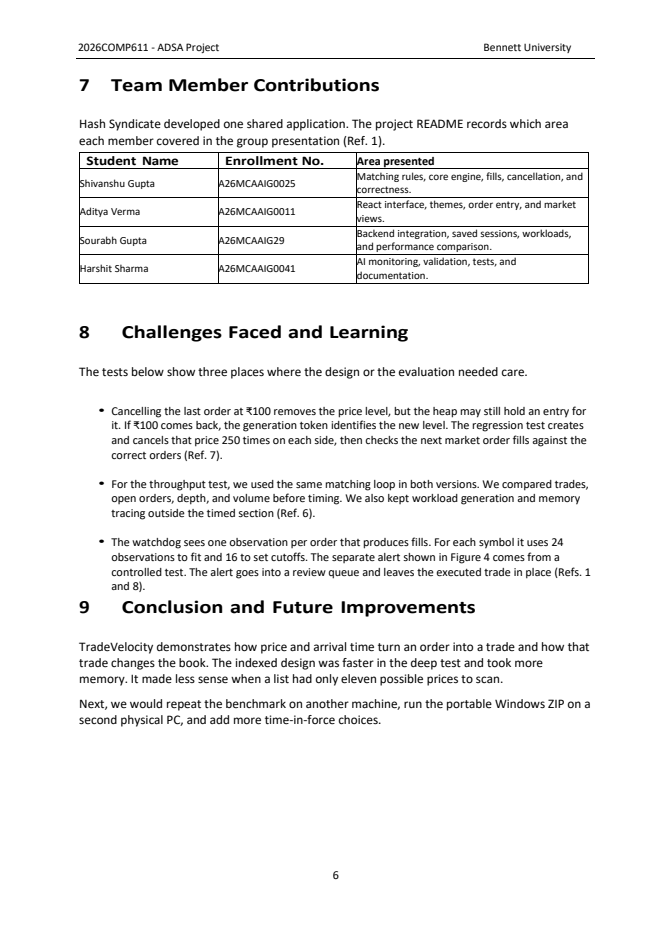 2026COMP611 - ADSA Project Bennett University
7 Team Member Contributions
Hash Syndicate developed one shared application. The project README records which area
each member covered in the group presentation (Ref. 1).
Student Name Enrollment No. Area presented
Shivanshu Gupta A26MCAAIG0025 Matching rules, core engine, fills, cancellation, and
correctness.
Aditya Verma A26MCAAIG0011 React interface, themes, order entry, and market
views.
Sourabh Gupta A26MCAAIG29 Backend integration, saved sessions, workloads,
and performance comparison.
Harshit Sharma A26MCAAIG0041 AI monitoring, validation, tests, and
documentation.
8 Challenges Faced and Learning
The tests below show three places where the design or the evaluation needed care.
• Cancelling the last order at ₹100 removes the price level, but the heap may still hold an entry for
it. If ₹100 comes back, the generation token identifies the new level. The regression test creates
and cancels that price 250 times on each side, then checks the next market order fills against the
correct orders (Ref. 7).
• For the throughput test, we used the same matching loop in both versions. We compared trades,
open orders, depth, and volume before timing. We also kept workload generation and memory
tracing outside the timed section (Ref. 6).
• The watchdog sees one observation per order that produces fills. For each symbol it uses 24
observations to fit and 16 to set cutoffs. The separate alert shown in Figure 4 comes from a
controlled test. The alert goes into a review queue and leaves the executed trade in place (Refs. 1
and 8).
9 Conclusion and Future Improvements
TradeVelocity demonstrates how price and arrival time turn an order into a trade and how that
trade changes the book. The indexed design was faster in the deep test and took more
memory. It made less sense when a list had only eleven possible prices to scan.
Next, we would repeat the benchmark on another machine, run the portable Windows ZIP on a
second physical PC, and add more time-in-force choices.
6